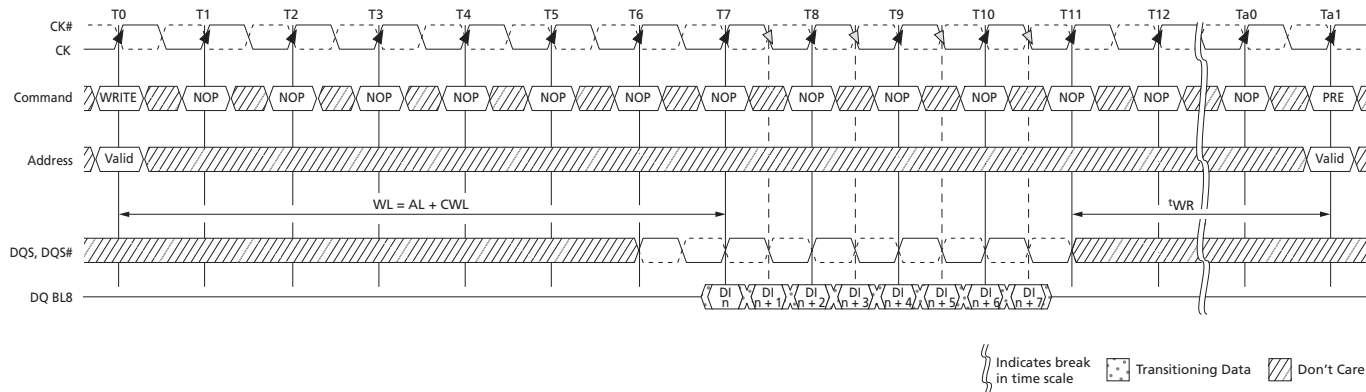 T0 T1 T2 T3 T4 T5 T6 T7 T8 T9 T10 T11 T12 Ta0 Ta1
CK#
CK
Command WRITE NOP NOP NOP NOP NOP NOP NOP NOP NOP NOP NOP NOP NOP PRE
Address Valid Valid
WL = AL + CWL tWR
DQS, DQS#
DQ BL8 DI n DI n + 1 DI n + 2 DI n + 3 DI n + 4 DI n + 5 DI n + 6 DI n + 7
Indicates break
in time scale
Transitioning Data
Don't Care